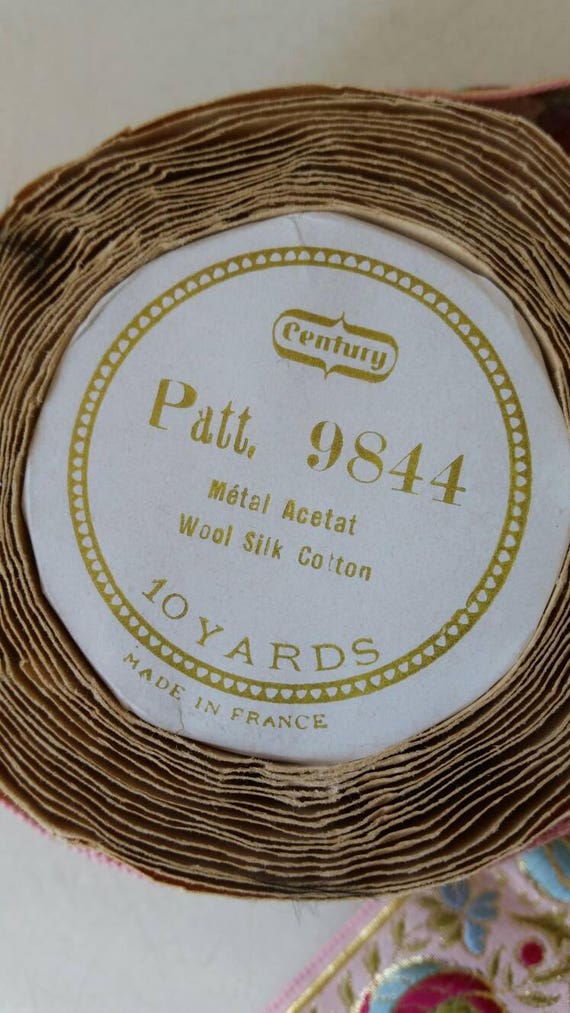 Century
Patt. 9844
Métal Acetat
Wool Silk Cotton
10 YARDS
MADE IN FRANCE